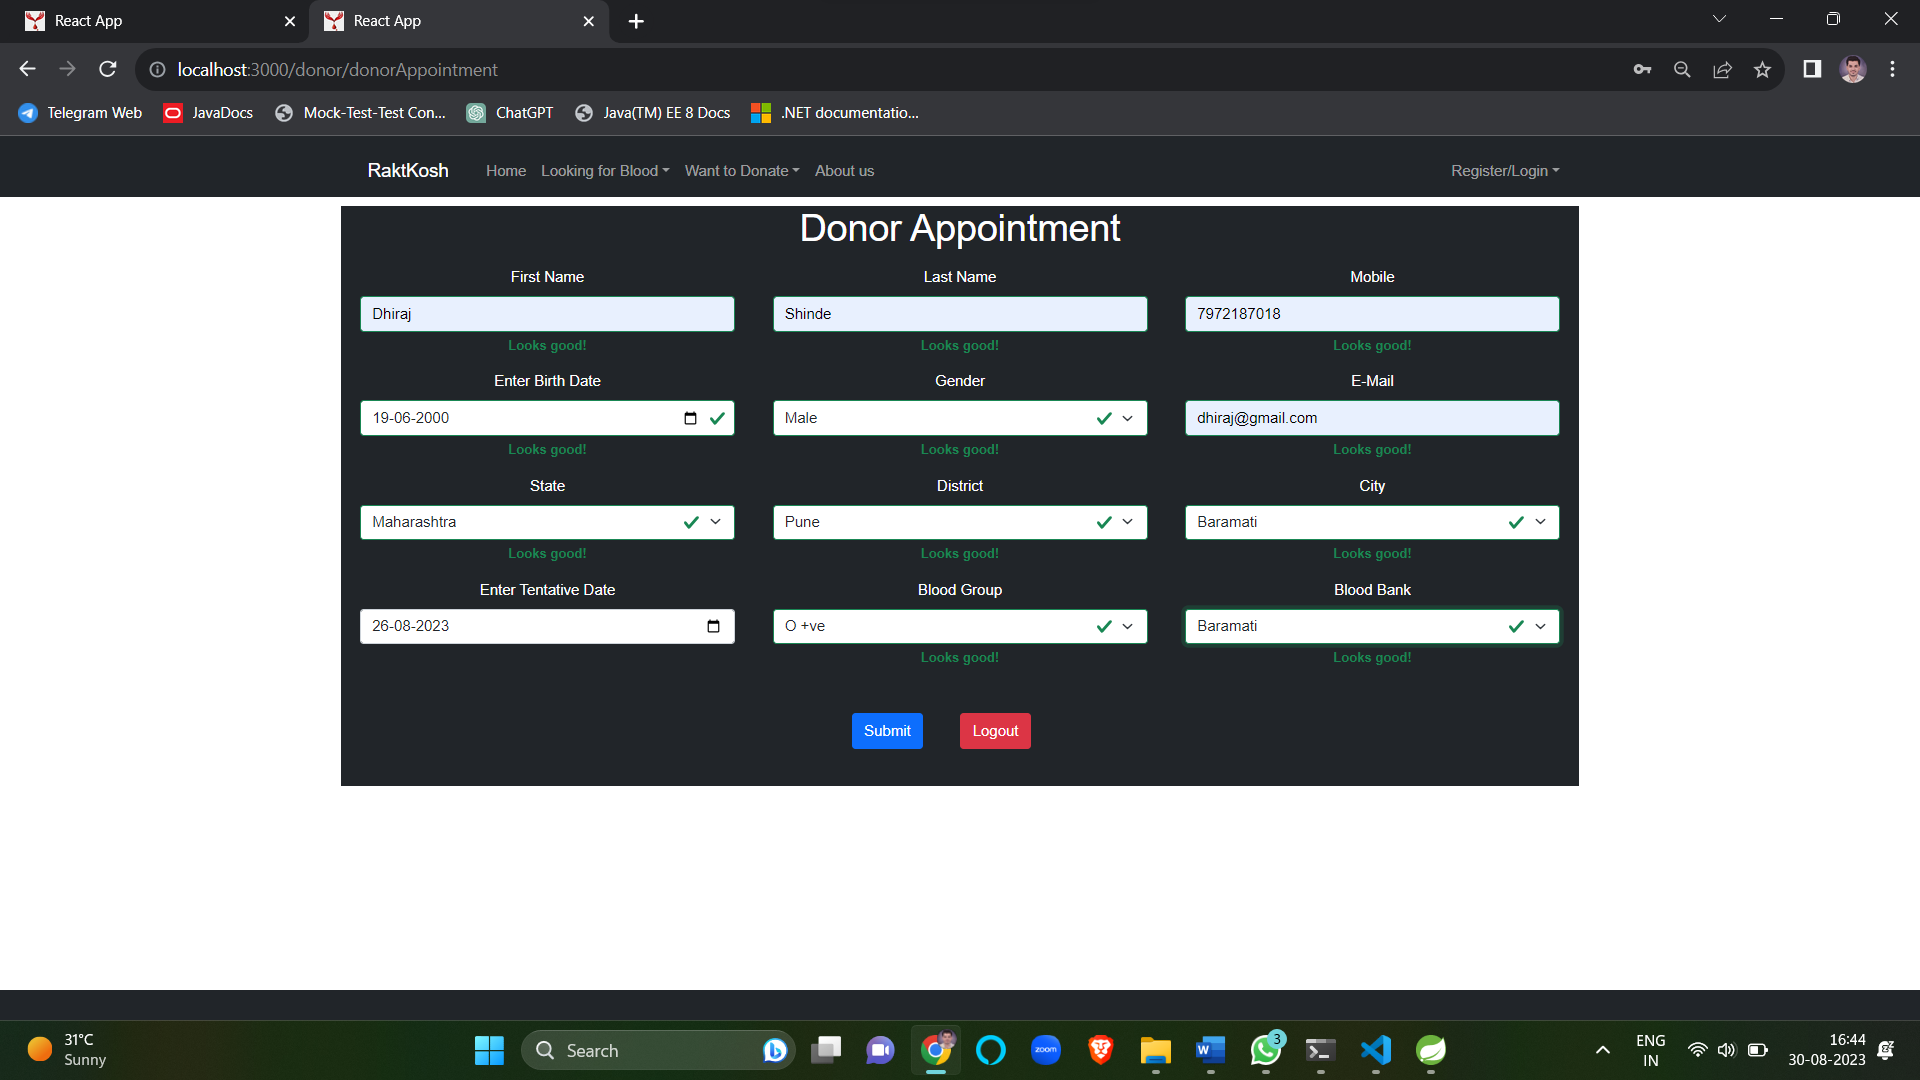 React App
React App
localhost:3000/donor/donorAppointment
Telegram Web JavaDocs Mock-Test-Test Con... ChatGPT Java(TM) EE 8 Docs .NET documentatio...
RaktKosh Home Looking for Blood Want to Donate About us Register/Login
Donor Appointment
First Name Last Name Mobile
Dhiraj Shinde 7972187018
Looks good! Looks good! Looks good!
Enter Birth Date Gender E-Mail
19-06-2000 Male dhiraj@gmail.com
Looks good! Looks good! Looks good!
State District City
Maharashtra Pune Baramati
Looks good! Looks good! Looks good!
Enter Tentative Date Blood Group Blood Bank
26-08-2023 O +ve Baramati
Looks good! Looks good!
Submit Logout
31°C
Sunny
Search
zoom
3
ENG
IN
16:44
30-08-2023